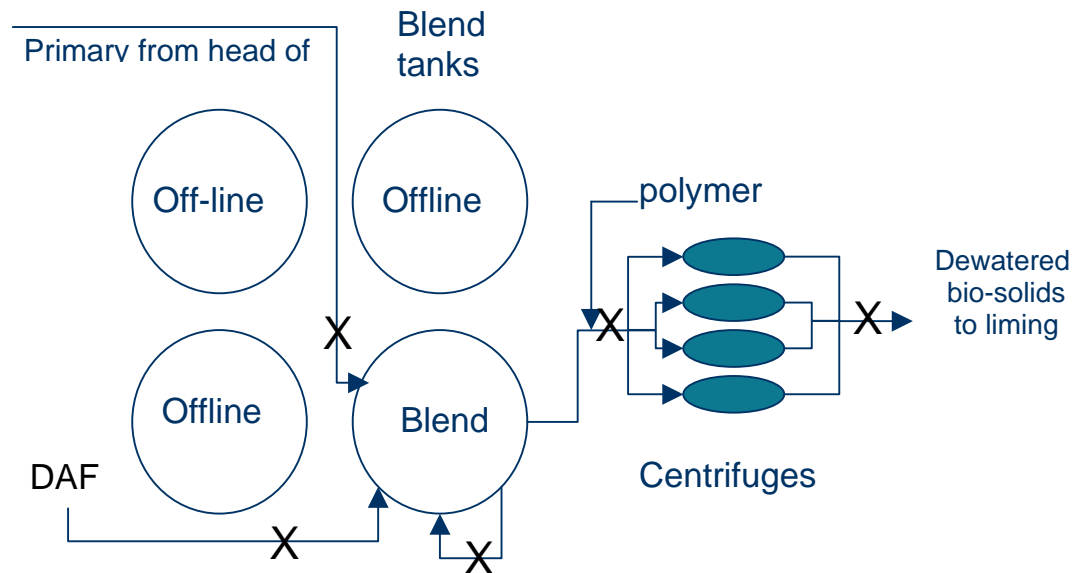 Primary from head of
Blend
tanks
Off-line
Offline
polymer
Dewatered
bio-solids
to liming
X
X
X
Offline
Blend
DAF
Centrifuges
X
X